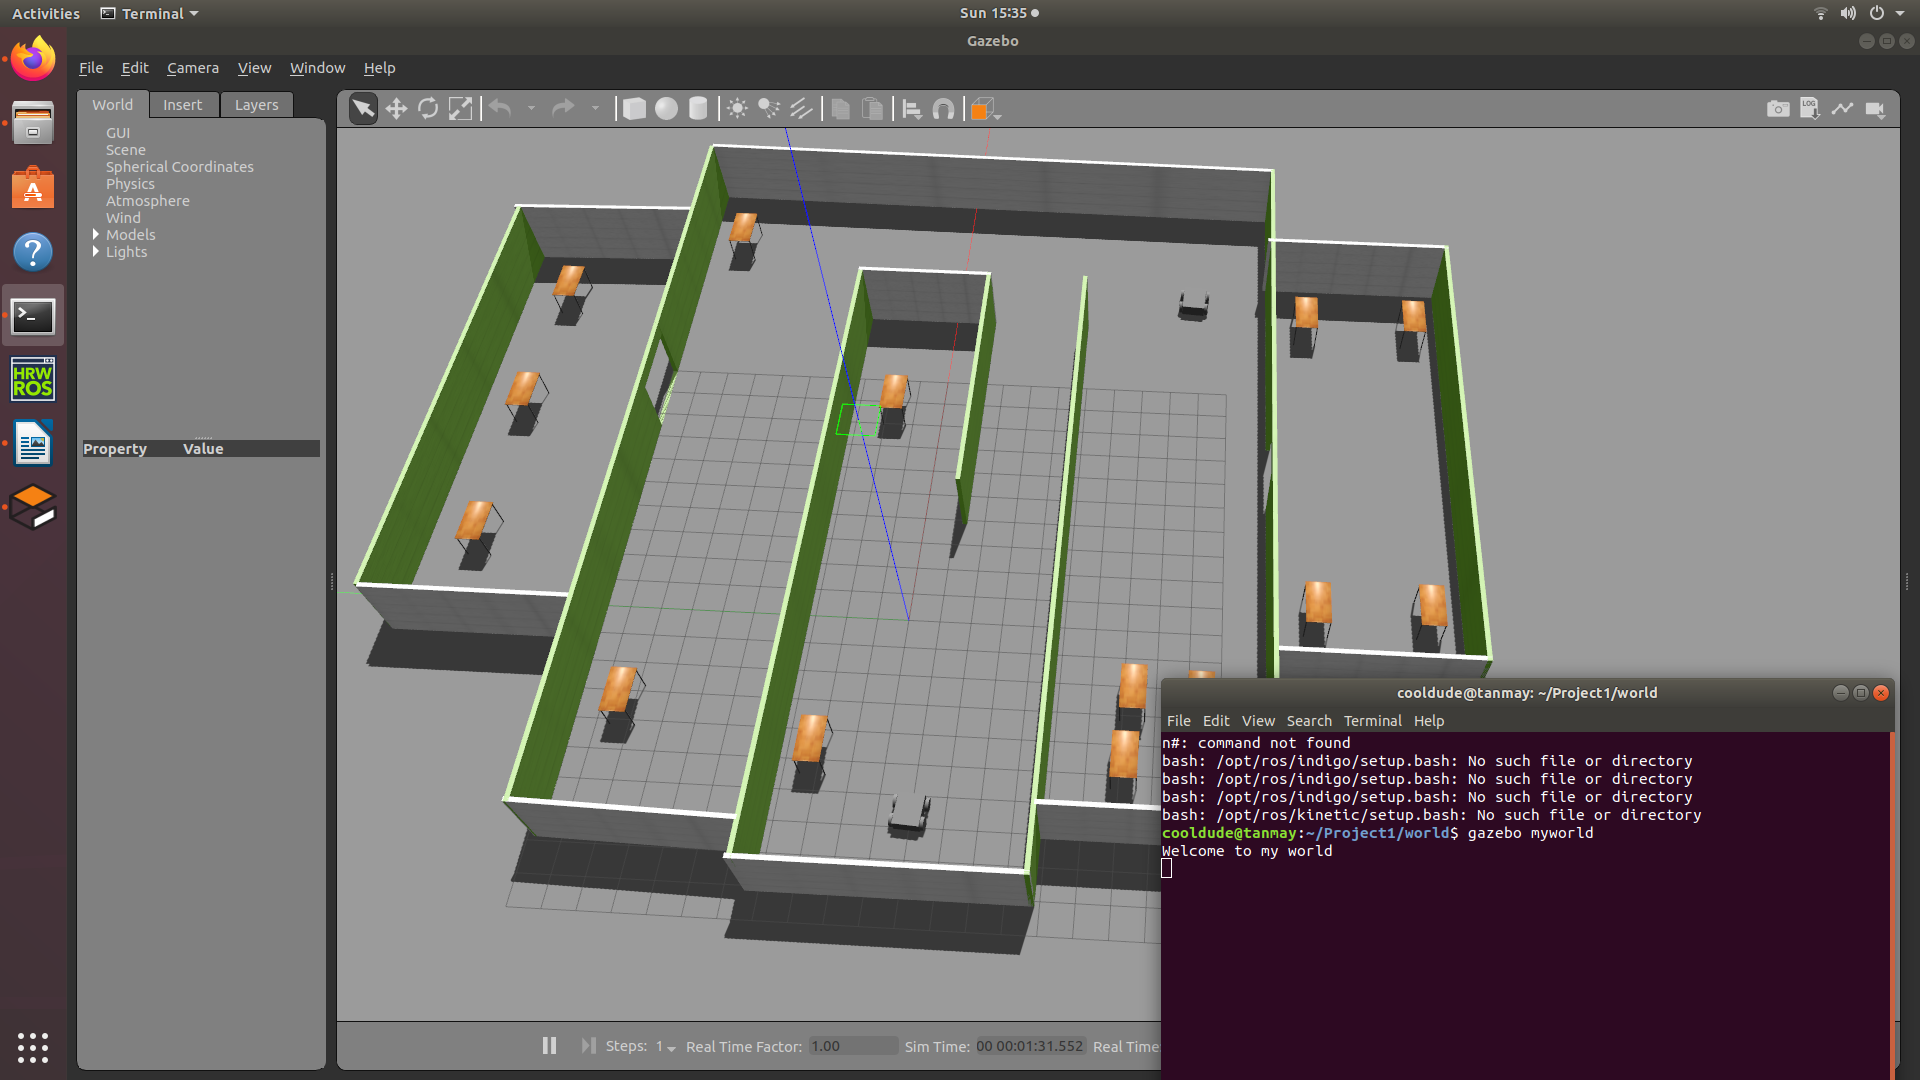 Activities Terminal Sun 15:35
Gazebo
File Edit Camera View Window Help
World Insert Layers
LOG
GUI
Scene
Spherical Coordinates
Physics
Atmosphere
Wind
Models
Lights
HRW
ROS
Property Value
cooldude@tanmay: ~/Project1/world
File Edit View Search Terminal Help
n#: command not found
bash: /opt/ros/indigo/setup.bash: No such file or directory
bash: /opt/ros/indigo/setup.bash: No such file or directory
bash: /opt/ros/indigo/setup.bash: No such file or directory
bash: /opt/ros/kinetic/setup.bash: No such file or directory
cooldude@tanmay:~/Project1/world$ gazebo myworld
Welcome to my world
Steps: 1 Real Time Factor: 1.00 Sim Time: 00 00:01:31.552 Real Time